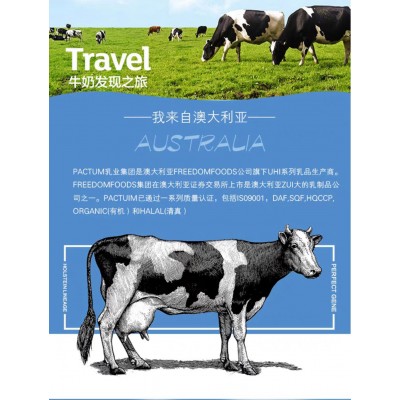 Travel
牛奶发现之旅
我来自澳大利亚
AUSTRALIA
PACTUM乳业集团是澳大利亚FREEDOMFOODS公司旗下UHI系列乳品生产商。
FREEDOMFOODS集团在澳大利亚证券交易所上市是澳大利亚ZUI大的乳制品公
司之一。PACTUIM已通过一系列质量认证，包括IS09001，DAF,SQF,HQCCP,
ORGANIC(有机）和HALAL(清真）
HOLSTEIN LINEAGE
PERFECT GENE